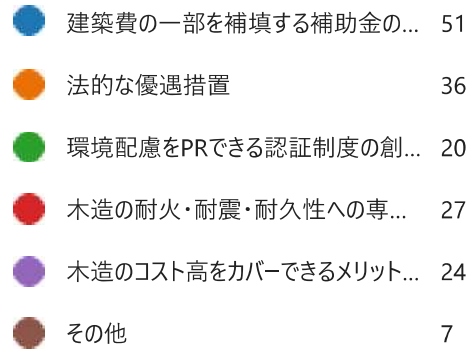 建築費の一部を補填する補助金の... 51
法的な優遇措置 36
環境配慮をPRできる認証制度の創... 20
木造の耐火・耐震・耐久性への専... 27
木造のコスト高をカバーできるメリット... 24
その他 7